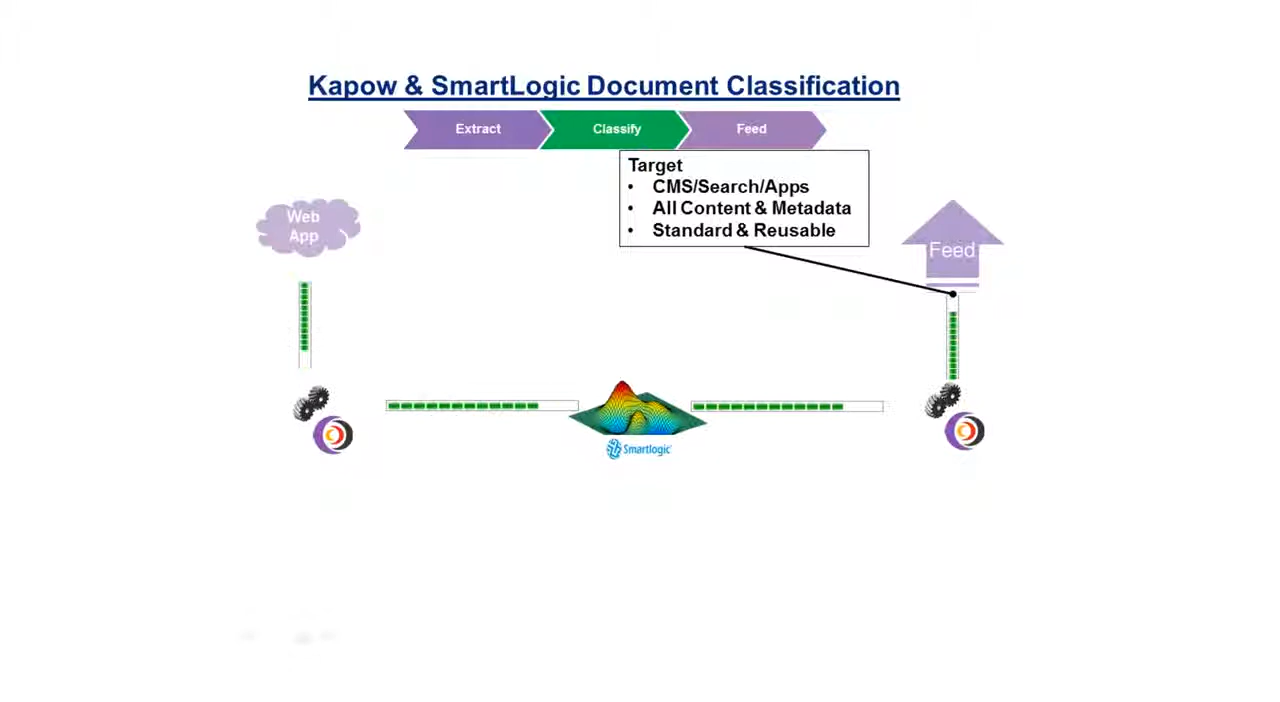 Kapow & SmartLogic Document Classification
Extract
Classify
Feed
Target
• CMS/Search/Apps
• All Content & Metadata
• Standard & Reusable
Web
App
Feed
Smartlogic